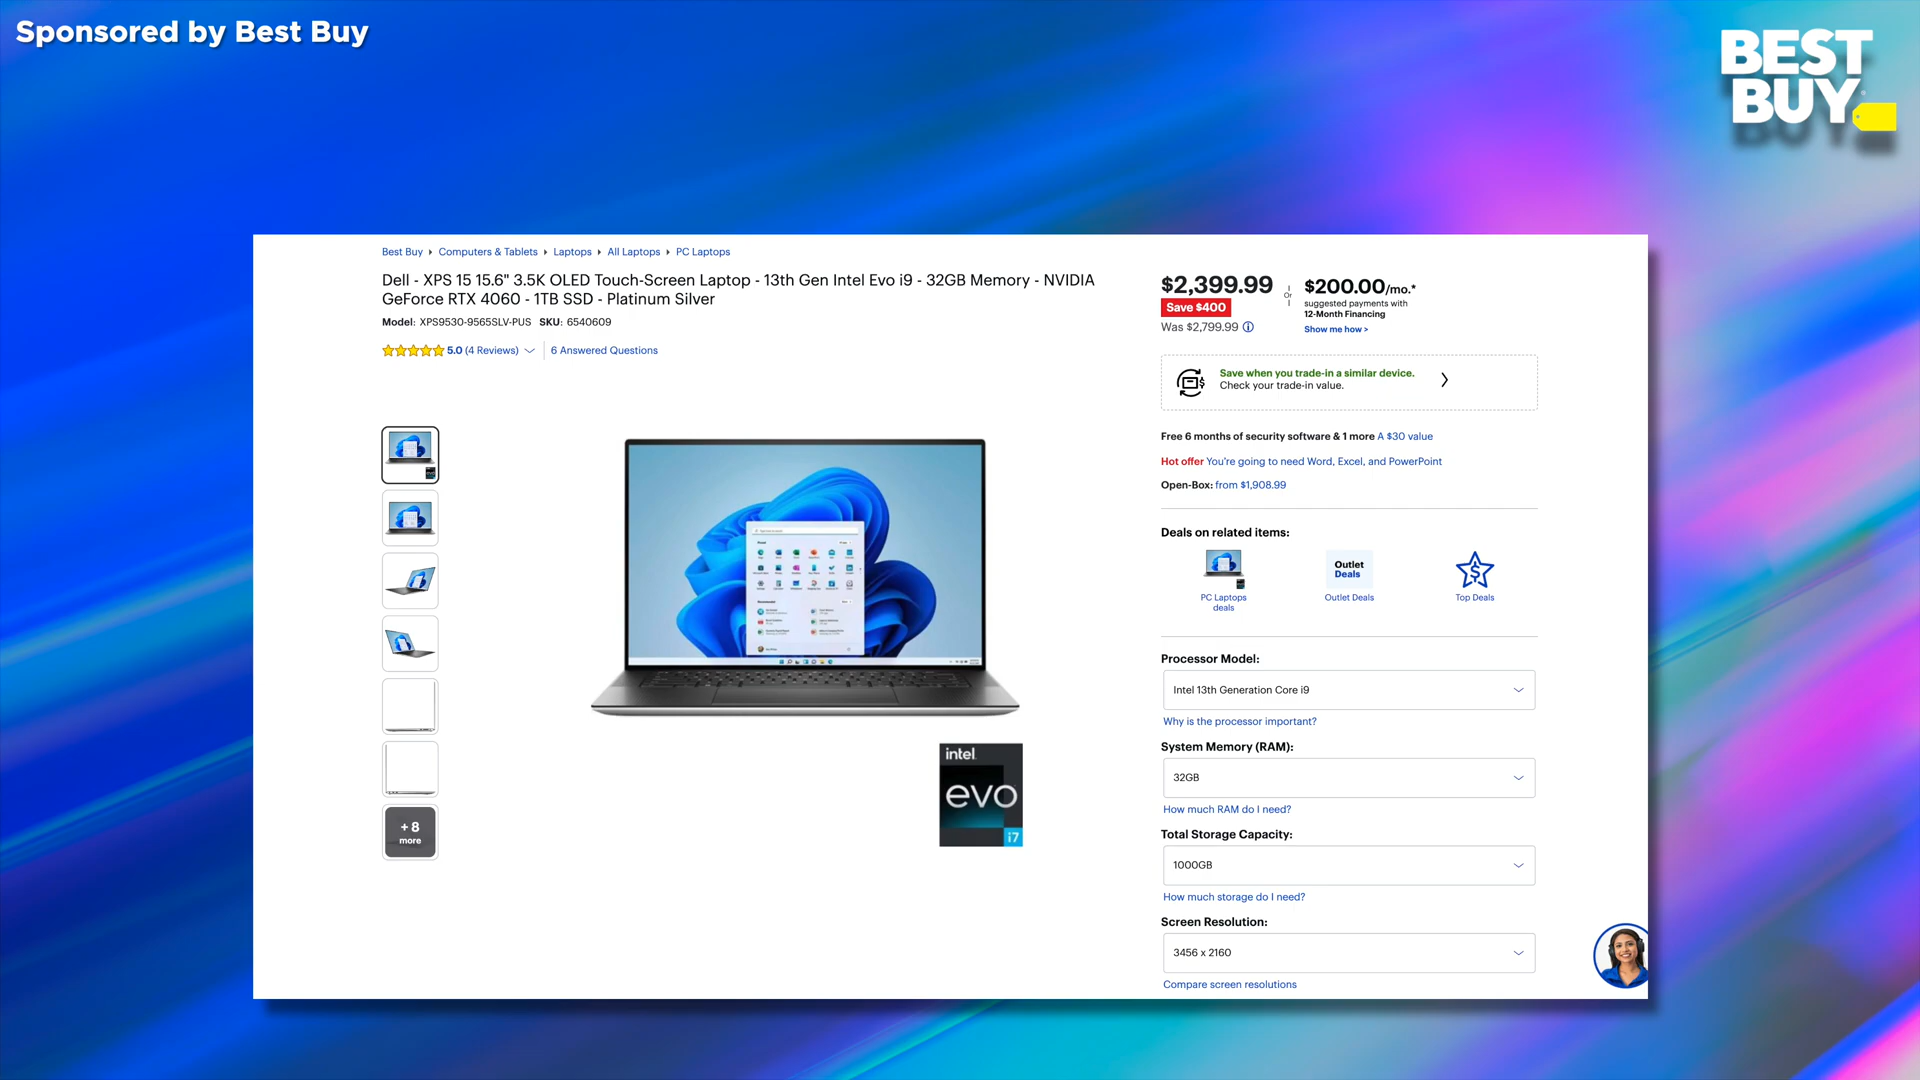 Sponsored by Best Buy
BEST
BUY
Best Buy
Computers & Tablets
Laptops
All Laptops
PC Laptops
Dell - XPS 15 15.6" 3.5K OLED Touch-Screen Laptop - 13th Gen Intel Evo i9 - 32GB Memory - NVIDIA
GeForce RTX 4060 - 1TB SSD - Platinum Silver
Model: XPS9530-9565SLV-PUS SKU: 6540609
5.0 (4 Reviews)
6 Answered Questions
+ 8
more
intel
evo
i7
$2,399.99
Save $400
Was $2,799.99
Or
$200.00/mo.*
suggested payments with
12-Month Financing
Show me how >
Save when you trade-in a similar device.
Check your trade-in value.
Free 6 months of security software & 1 more A $30 value
Hot offer You're going to need Word, Excel, and PowerPoint
Open-Box: from $1,908.99
Deals on related items:
PC Laptops
deals
Outlet
Deals
Outlet Deals
$
Top Deals
Processor Model:
Intel 13th Generation Core i9
Why is the processor important?
System Memory (RAM):
32GB
How much RAM do I need?
Total Storage Capacity:
1000GB
How much storage do I need?
Screen Resolution:
3456 x 2160
Compare screen resolutions